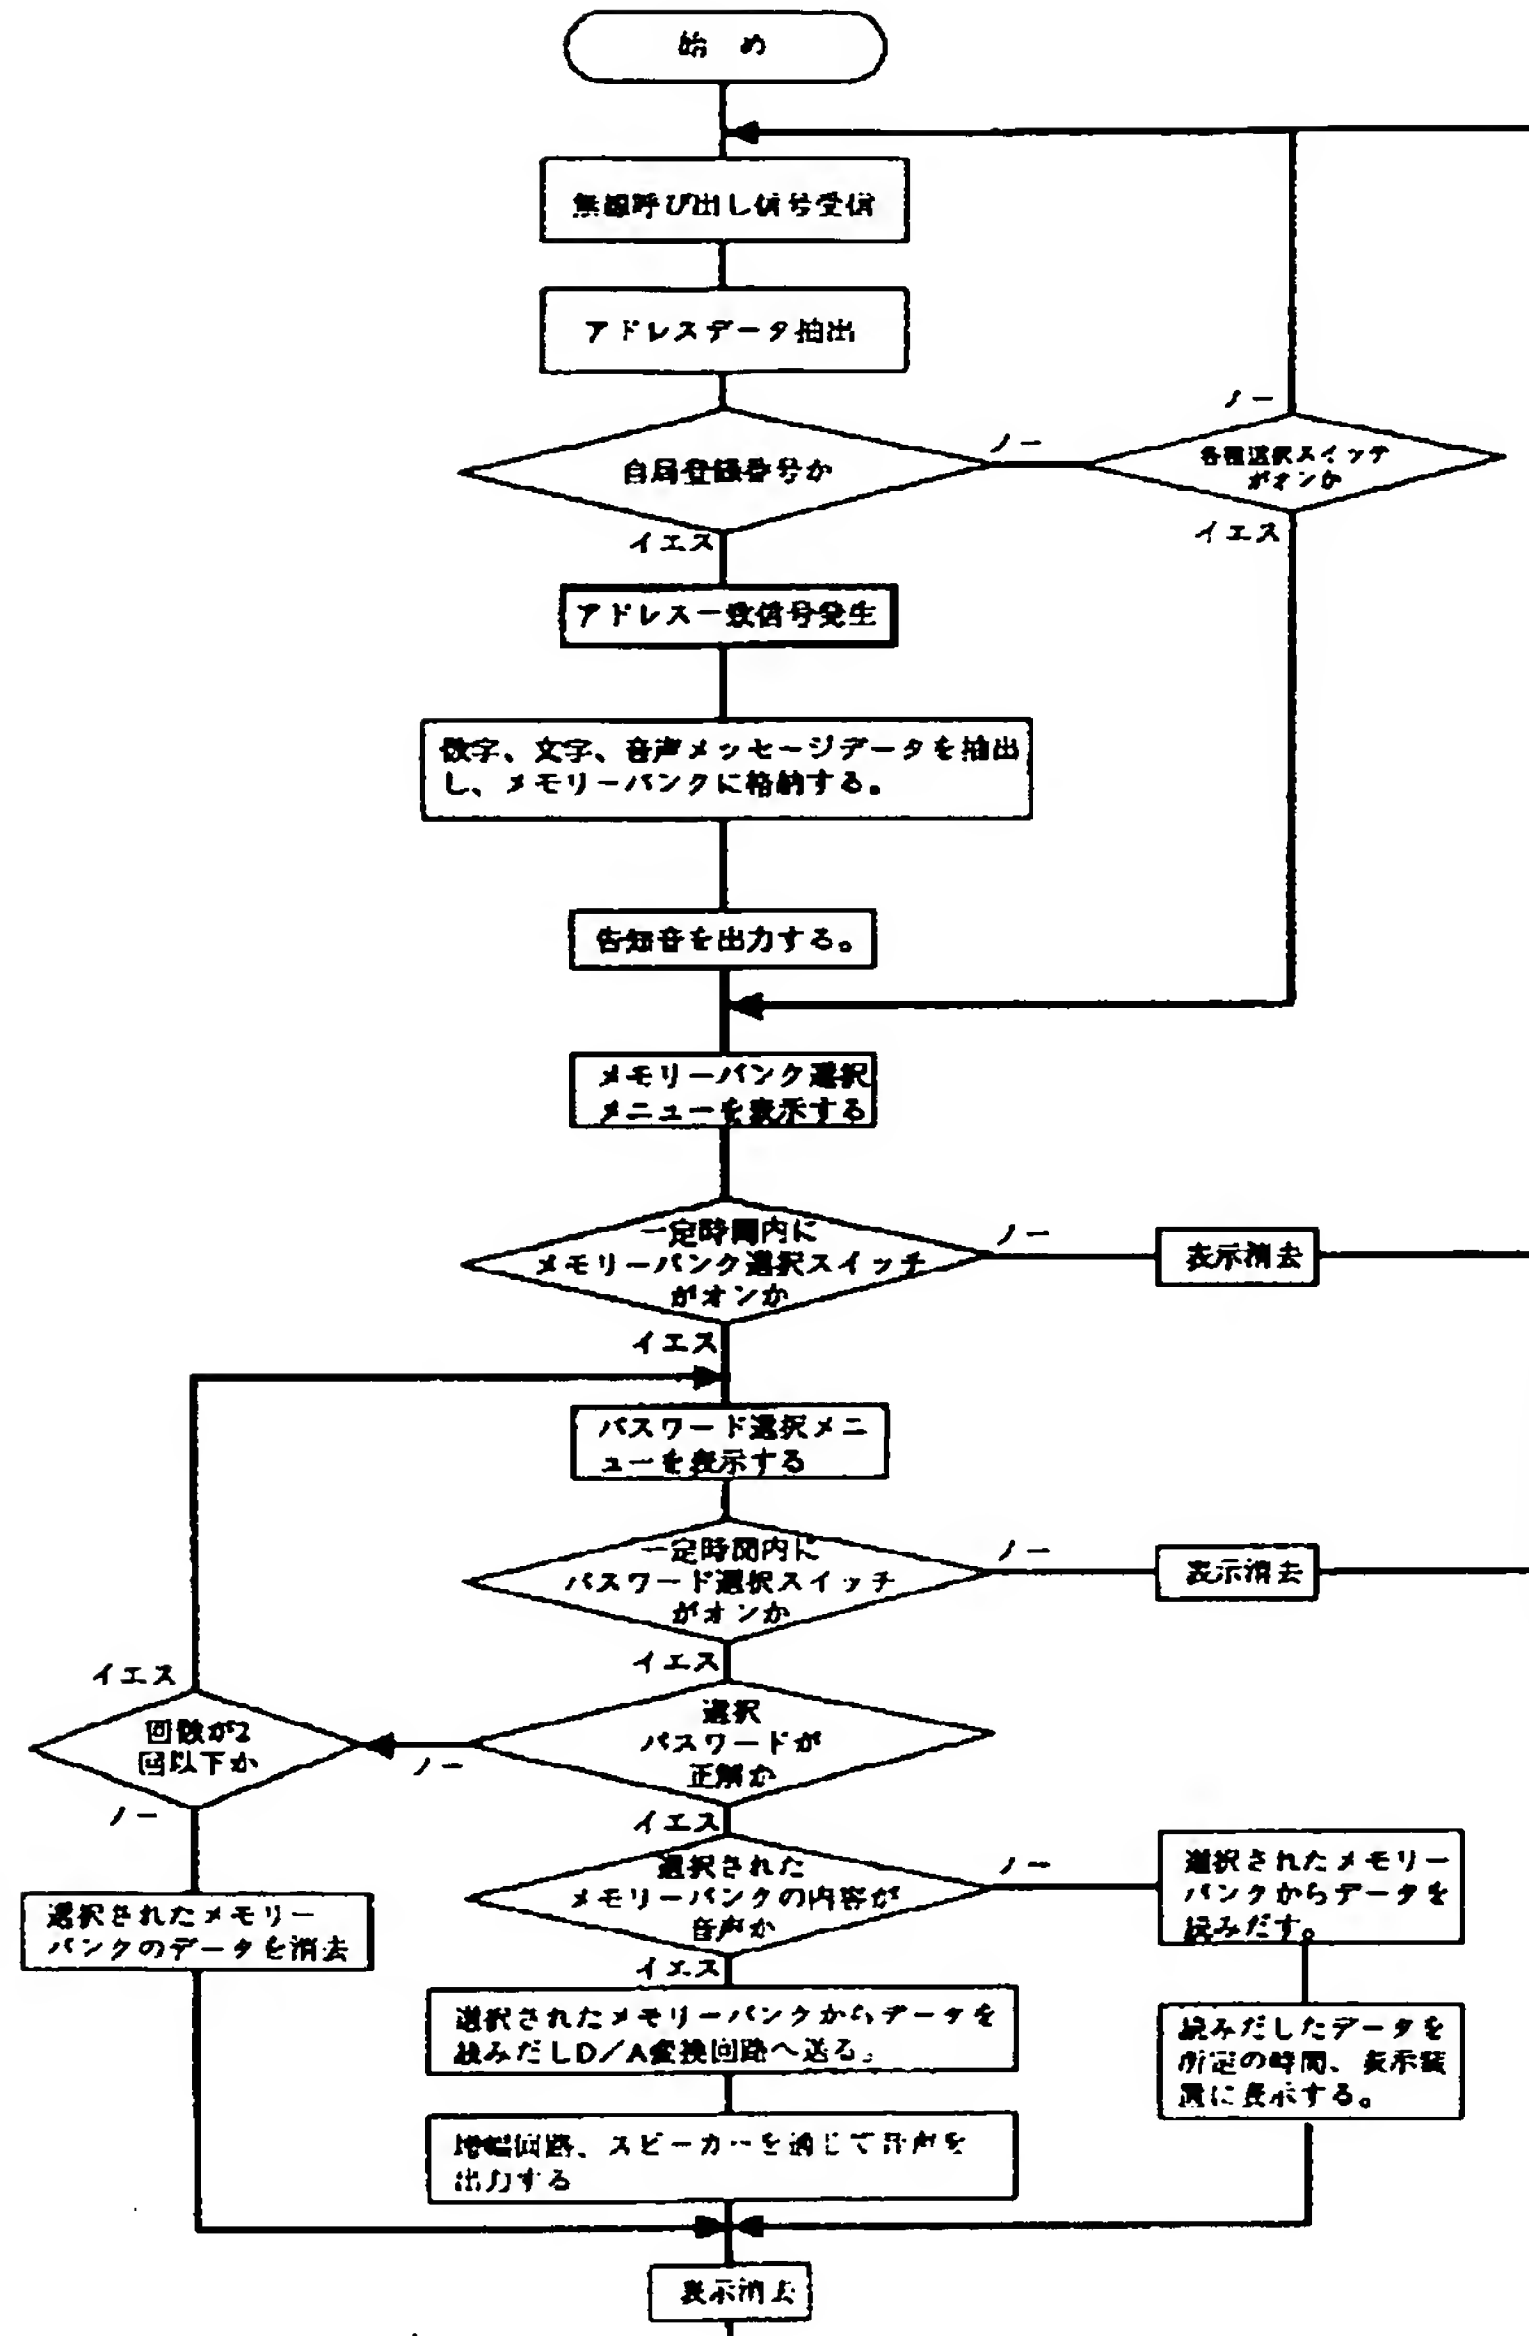 始め
無線呼び出し信号受信
アドレスデータ抽出
ノー
自局登録番号か
ノー
各種選択スイッチ
がオンか
イエス
イエス
アドレス一致信号発生
数字、文字、音声メッセージデータを抽出
し、メモリーバンクに格納する。
告知音を出力する。
メモリーバンク選択
メニューを表示する
一定時間内に
メモリーバンク選択スイッチ
がオンか
ノー
表示消去
イエス
パスワード選択メニ
ューを表示する
一定時間内に
パスワード選択スイッチ
がオンか
ノー
表示消去
イエス
イエス
回数が2
回以下か
ノー
選択
パスワードが
正解か
ノー
イエス
選択された
メモリーバンクの内容が
音声か
ノー
選択されたメモリー
バンクからデータを
読みだす。
選択されたメモリー
バンクのデータを消去
イエス
選択されたメモリーバンクからデータを
読みだしD/A変換回路へ送る。
読みだしたデータを
所定の時間、表示装
置に表示する。
増幅回路、スピーカーを通じて音声を
出力する
表示消去